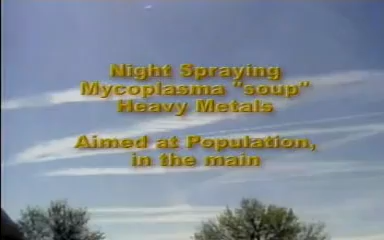 Night Spraying
Mycoplasma "soup"
Heavy Metals
Aimed at Population,
in the main